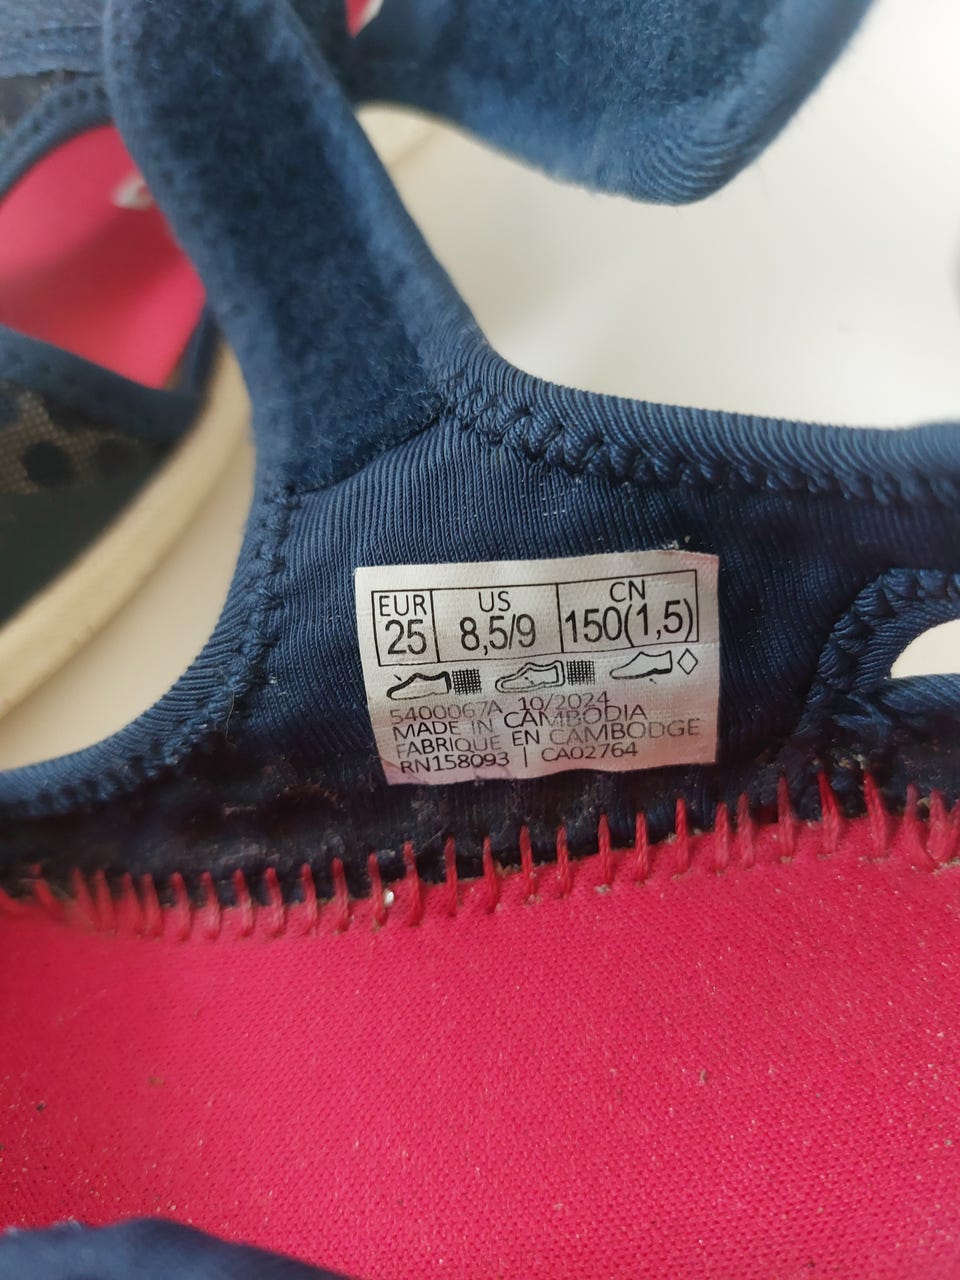 EUR US CN
25 8,5/9 150(1,5)
5400067A 10/2024
MADE IN CAMBODIA
FABRIQUE EN CAMBODGE
RN158093 | CA02764